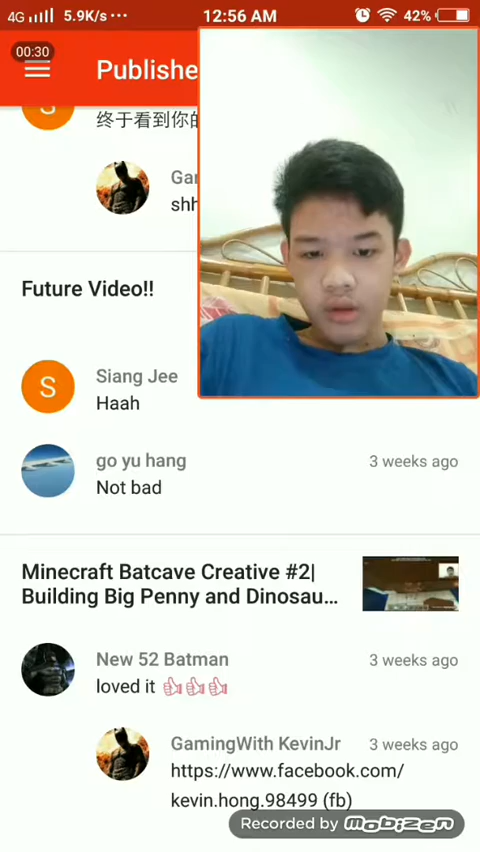 4G 5.9K/s ··· 12:56 AM 42%
00:30
Publishe
S 终于看到你的
Ga
shh
Future Video!!
S Siang Jee
Haah
go yu hang 3 weeks ago
Not bad
Minecraft Batcave Creative #2|
Building Big Penny and Dinosau...
New 52 Batman 3 weeks ago
loved it 👍👍👍
GamingWith KevinJr 3 weeks ago
https://www.facebook.com/
kevin.hong.98499 (fb)
Recorded by mobizen